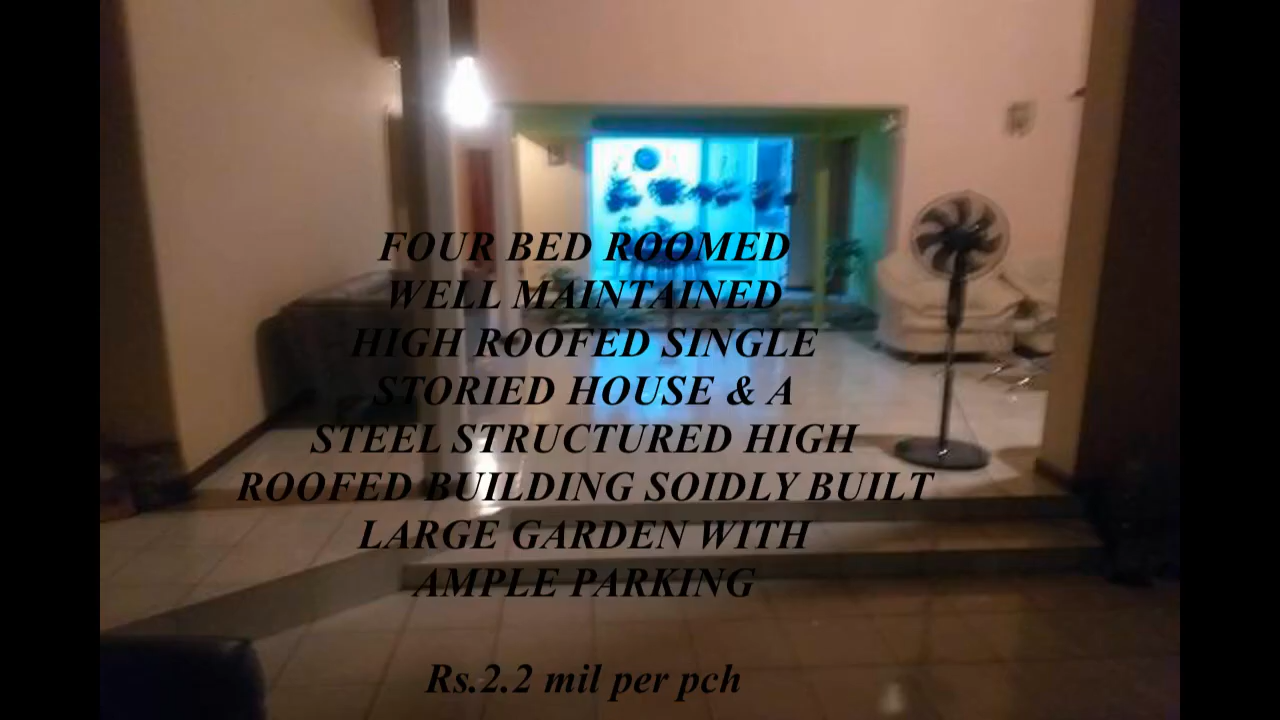 FOUR BED ROOMED
WELL MAINTAINED
HIGH ROOFED SINGLE
STORIED HOUSE & A
STEEL STRUCTURED HIGH
ROOFED BUILDING SOIDLY BUILT
LARGE GARDEN WITH
AMPLE PARKING
Rs.2.2 mil per pch